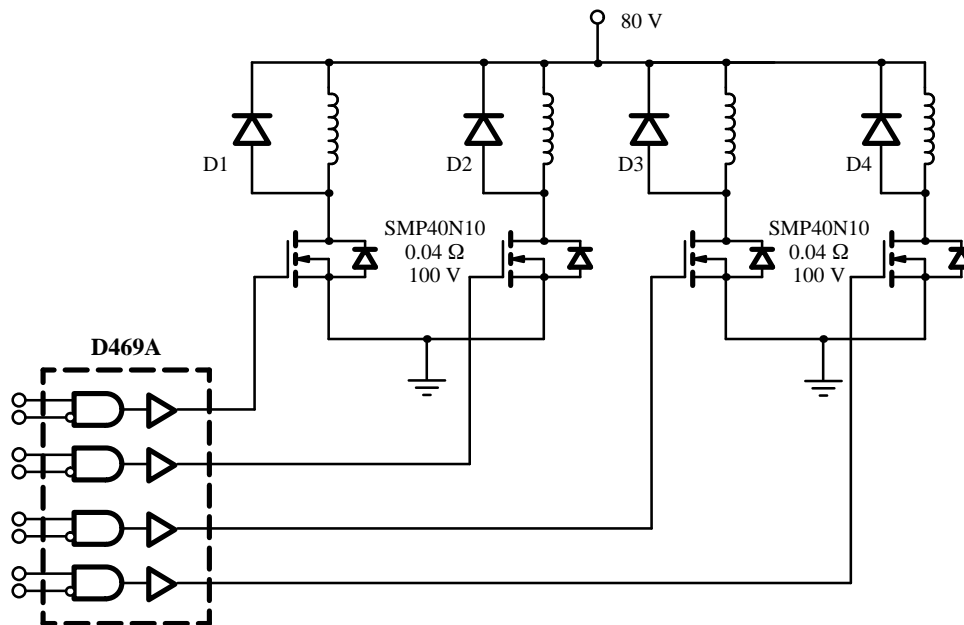 80 V
D1
D2
D3
D4
SMP40N10
0.04 Ω
100 V
SMP40N10
0.04 Ω
100 V
D469A